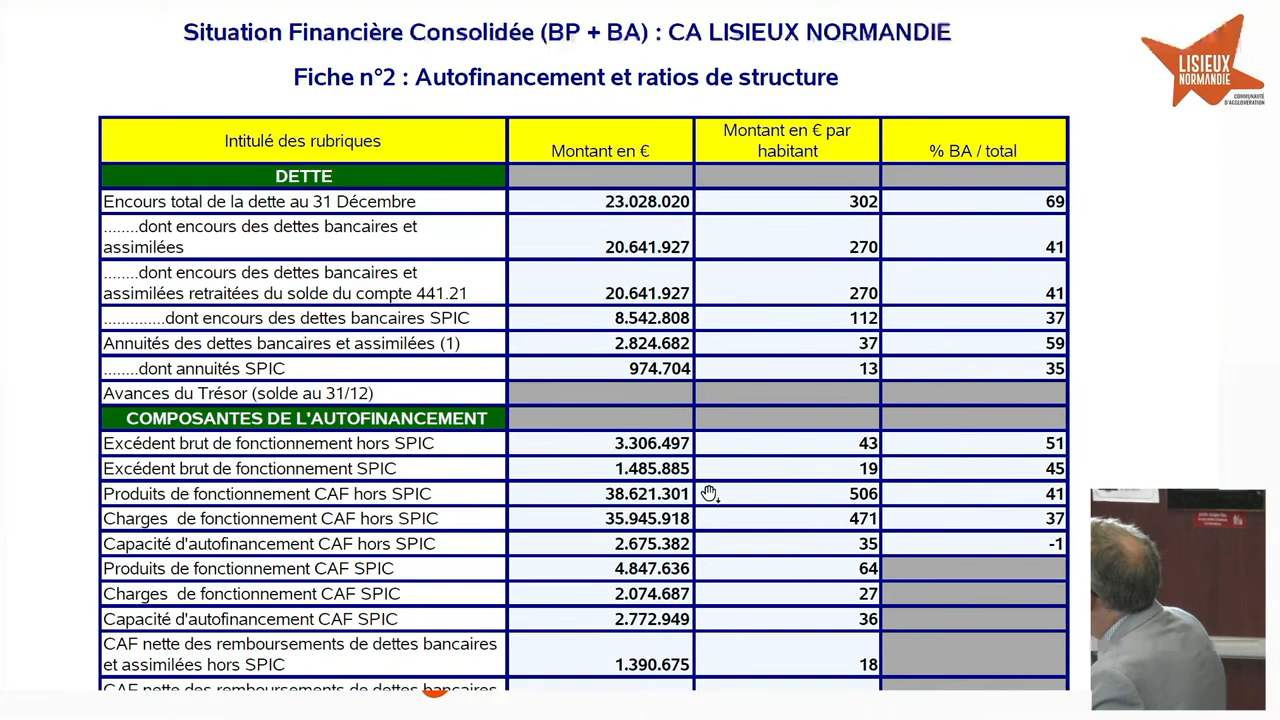 Situation Financière Consolidée (BP + BA) : CA LISIEUX NORMANDIE
Fiche n°2 : Autofinancement et ratios de structure
LISIEUX
NORMANDIE
COMMUNAUTÉ
D'AGGLOMÉRATION
Intitulé des rubriques Montant en € Montant en € par habitant % BA / total
DETTE
Encours total de la dette au 31 Décembre 23.028.020 302 69
........dont encours des dettes bancaires et
assimilées 20.641.927 270 41
........dont encours des dettes bancaires et
assimilées retraitées du solde du compte 441.21 20.641.927 270 41
..............dont encours des dettes bancaires SPIC 8.542.808 112 37
Annuités des dettes bancaires et assimilées (1) 2.824.682 37 59
........dont annuités SPIC 974.704 13 35
Avances du Trésor (solde au 31/12)
COMPOSANTES DE L'AUTOFINANCEMENT
Excédent brut de fonctionnement hors SPIC 3.306.497 43 51
Excédent brut de fonctionnement SPIC 1.485.885 19 45
Produits de fonctionnement CAF hors SPIC 38.621.301 506 41
Charges de fonctionnement CAF hors SPIC 35.945.918 471 37
Capacité d'autofinancement CAF hors SPIC 2.675.382 35 -1
Produits de fonctionnement CAF SPIC 4.847.636 64
Charges de fonctionnement CAF SPIC 2.074.687 27
Capacité d'autofinancement CAF SPIC 2.772.949 36
CAF nette des remboursements de dettes bancaires
et assimilées hors SPIC 1.390.675 18
CAF nette des remboursements de dettes bancaires